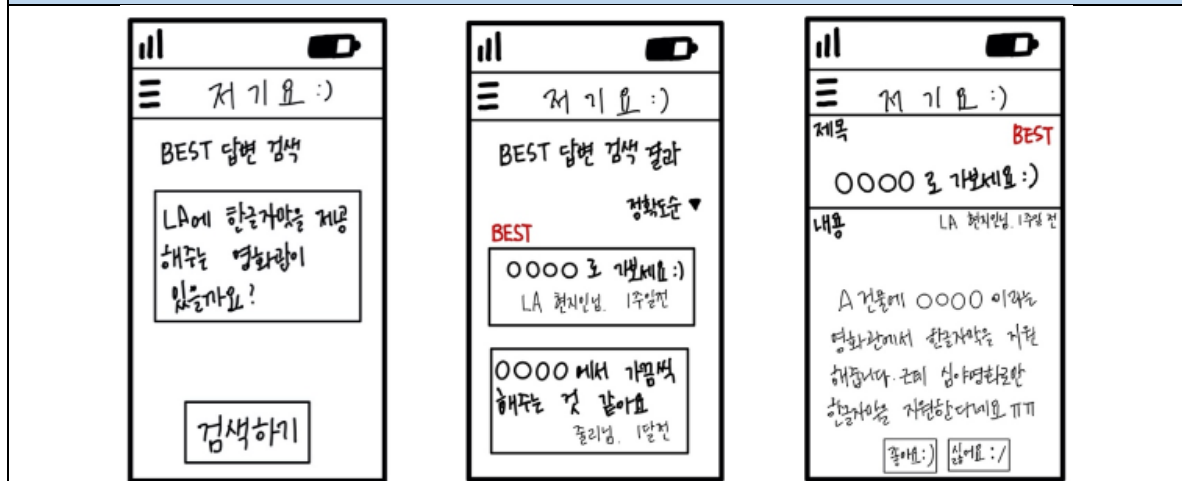 저기요 :)
BEST 답변 검색
LA에 한글자막을 제공
해주는 영화관이
있을까요?
검색하기
저기요 :)
BEST 답변 검색 결과
정확도순 ▼
BEST
OOOO로 가보세요 :)
LA 현지인님. 1주일전
OOOO에서 가끔씩
해주는 것 같아요
줄리님. 1달전
저기요 :)
제목
BEST
OOOO로 가보세요 :)
내용
LA 현지인님. 1주일 전
A건물에 OOOO이라는
영화관에서 한글자막을 지원
해줍니다. 근데 심야영화로만
한글자막을 지원한다네요 ㅠㅠ
좋아요 :)
싫어요 :/